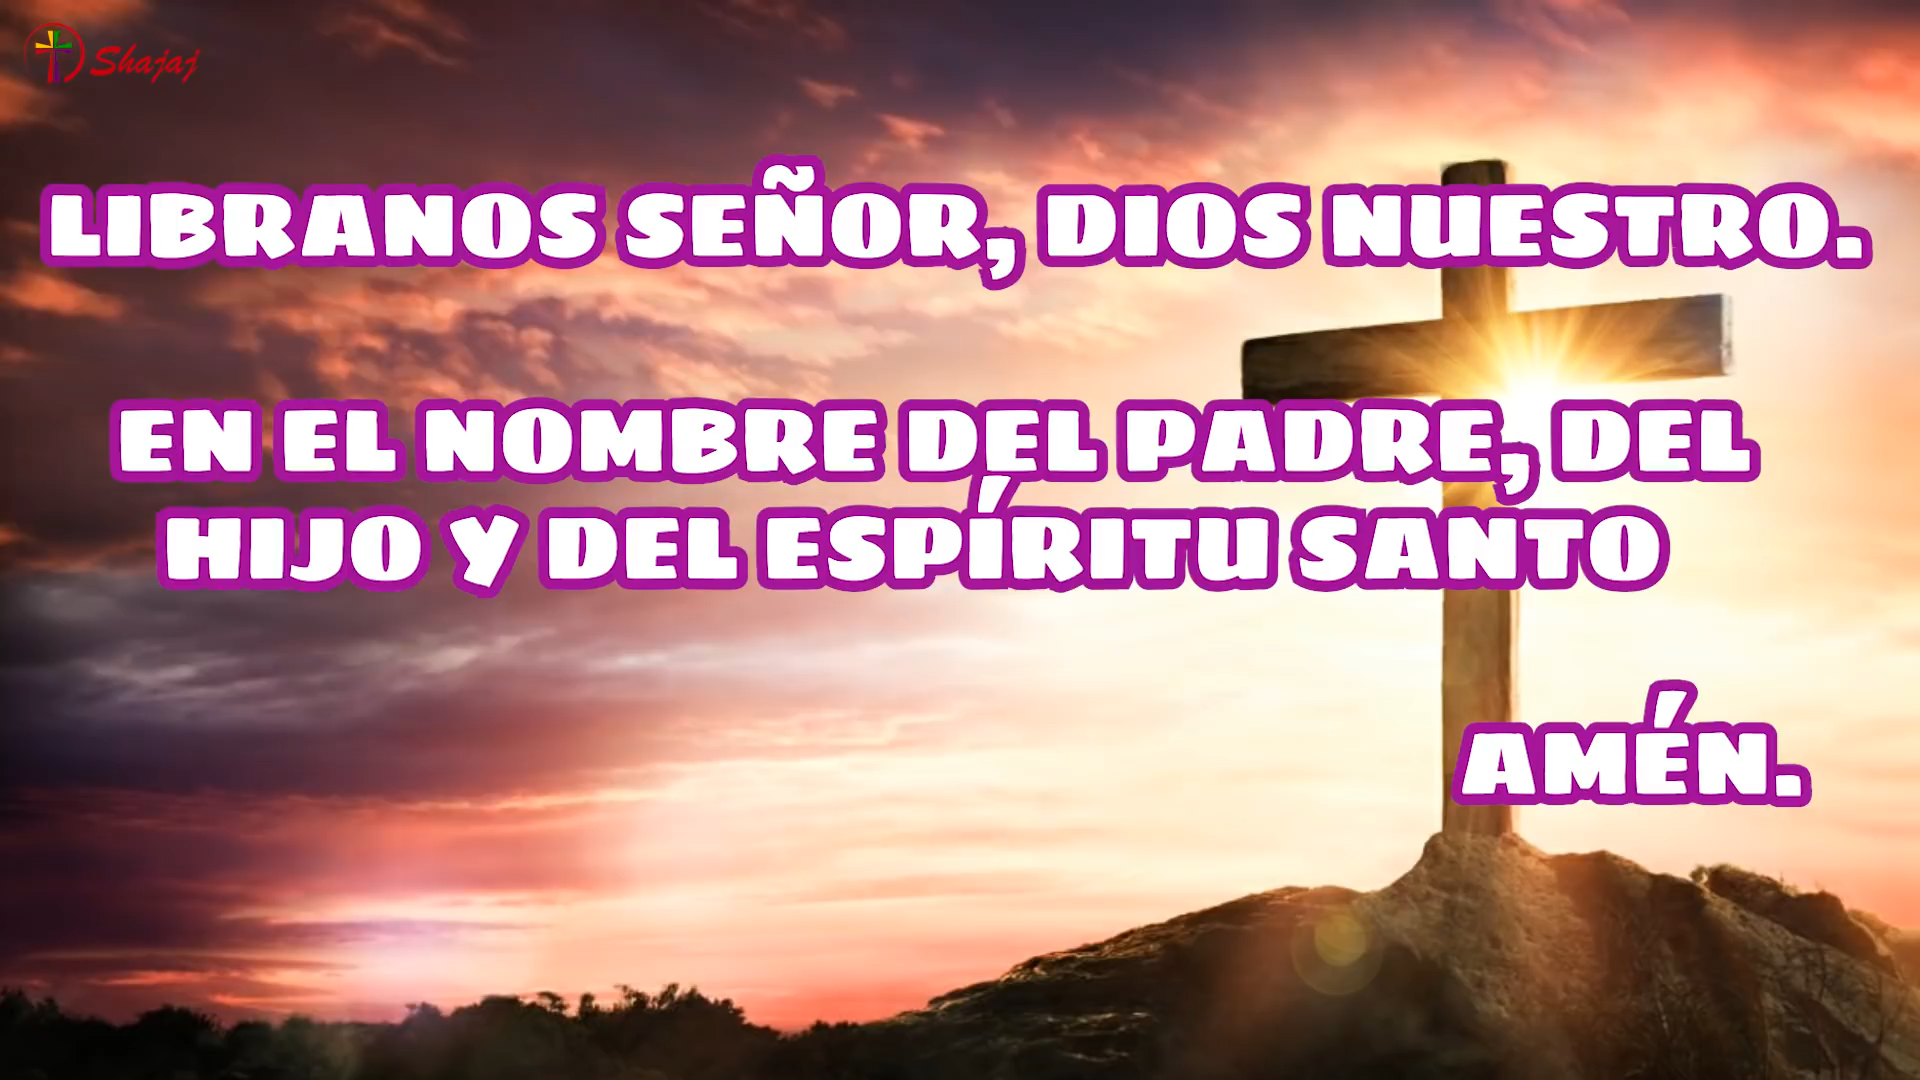 Shajaj
LIBRANOS SEÑOR, DIOS NUESTRO.
EN EL NOMBRE DEL PADRE, DEL
HIJO Y DEL ESPÍRITU SANTO
AMÉN.